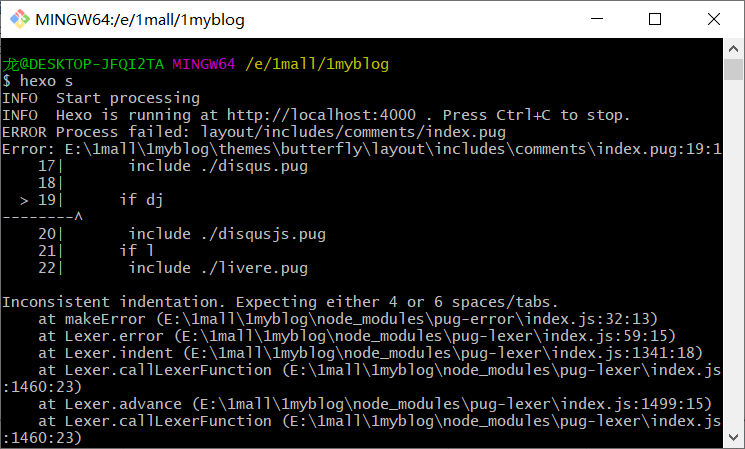 MINGW64:/e/1mall/1myblog
龙@DESKTOP-JFQI2TA MINGW64 /e/1mall/1myblog
$ hexo s
INFO  Start processing
INFO  Hexo is running at http://localhost:4000 . Press Ctrl+C to stop.
ERROR Process failed: layout/includes/comments/index.pug
Error: E:\1mall\1myblog\themes\butterfly\layout\includes\comments\index.pug:19:1
    17|       include ./disqus.pug
    18|
  > 19|      if dj
--------^
    20|       include ./disqusjs.pug
    21|      if l
    22|       include ./livere.pug
Inconsistent indentation. Expecting either 4 or 6 spaces/tabs.
    at makeError (E:\1mall\1myblog\node_modules\pug-error\index.js:32:13)
    at Lexer.error (E:\1mall\1myblog\node_modules\pug-lexer\index.js:59:15)
    at Lexer.indent (E:\1mall\1myblog\node_modules\pug-lexer\index.js:1341:18)
    at Lexer.callLexerFunction (E:\1mall\1myblog\node_modules\pug-lexer\index.js
:1460:23)
    at Lexer.advance (E:\1mall\1myblog\node_modules\pug-lexer\index.js:1499:15)
    at Lexer.callLexerFunction (E:\1mall\1myblog\node_modules\pug-lexer\index.js
:1460:23)